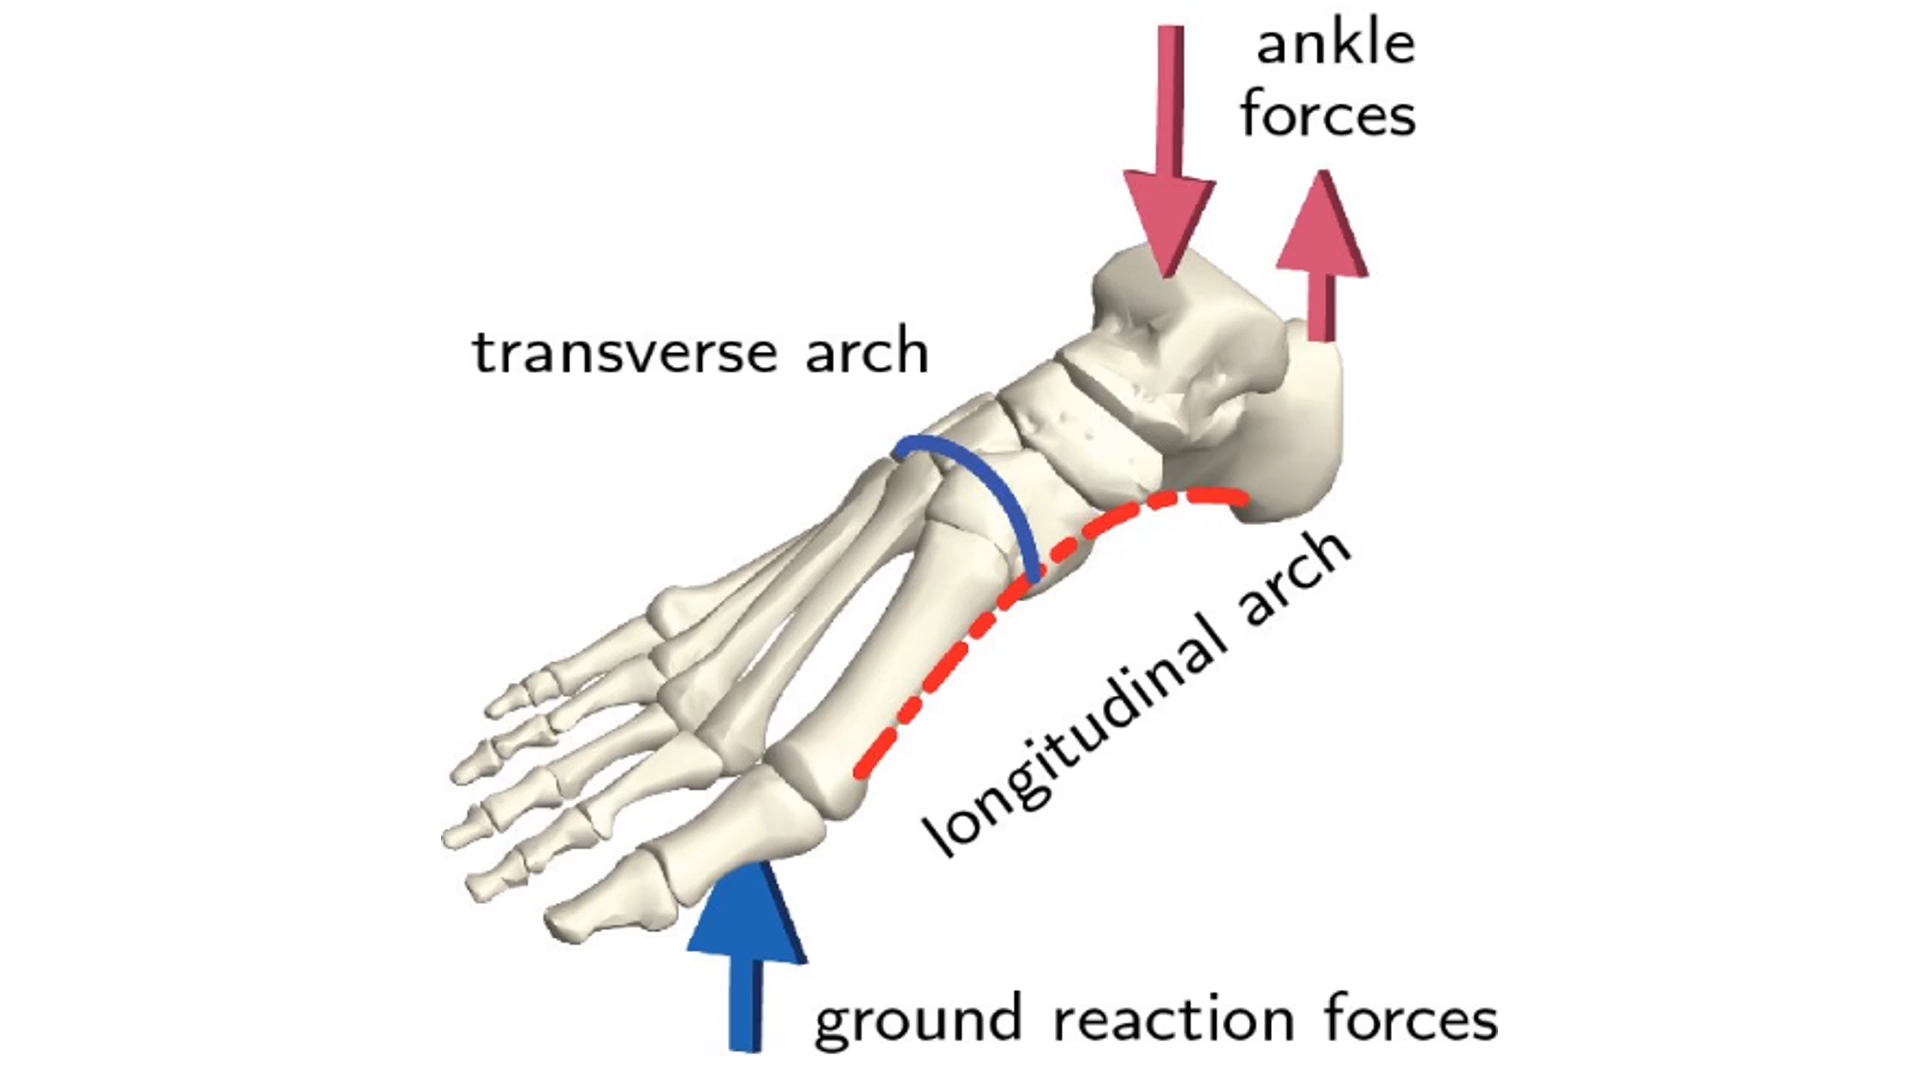 ankle
forces
transverse arch
longitudinal arch
ground reaction forces